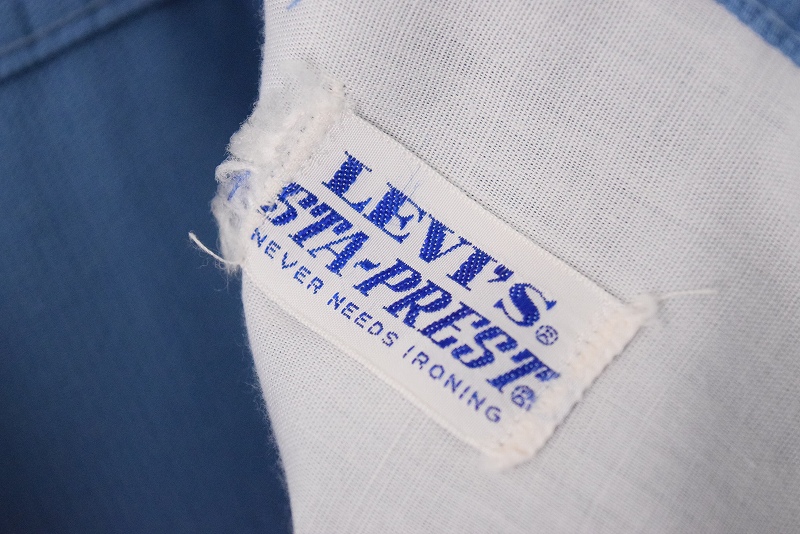 LEVI'S®
STA-PREST®
NEVER NEEDS IRONING